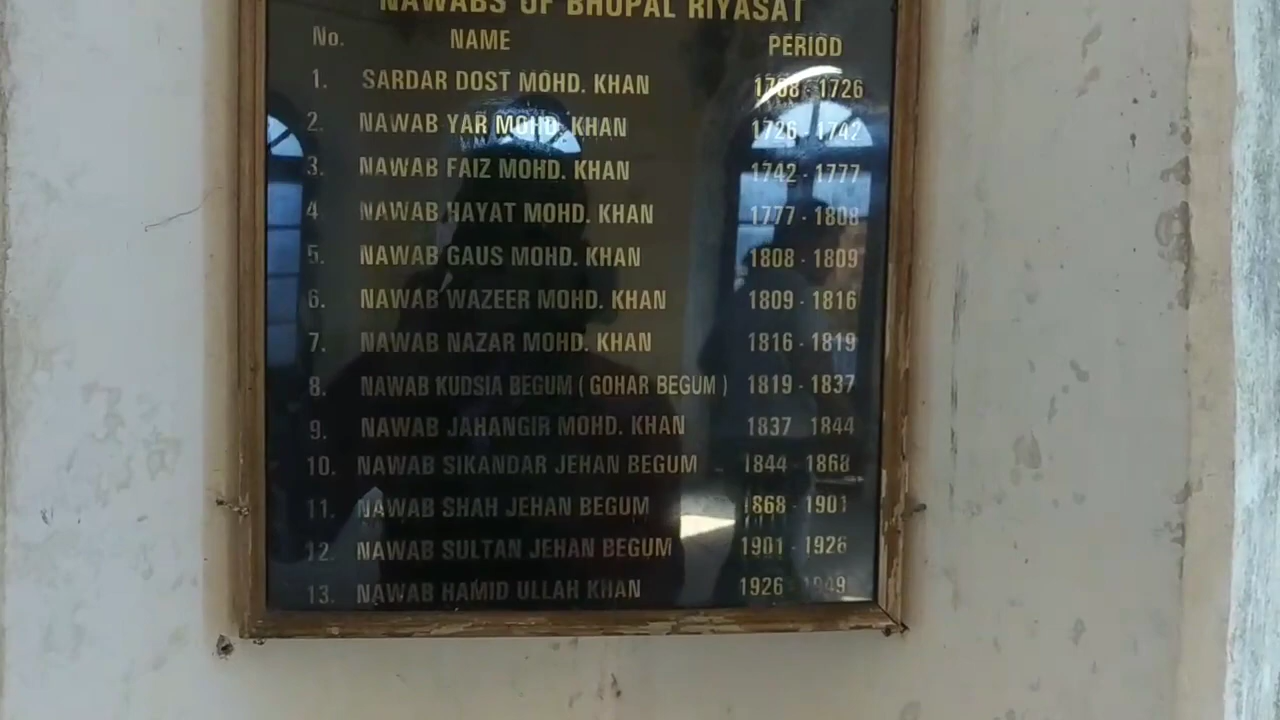 NAWABS OF BHOPAL RIYASAT
No. NAME PERIOD
1. SARDAR DOST MOHD. KHAN 1708 - 1726
2. NAWAB YAR MOHD. KHAN 1726 - 1742
3. NAWAB FAIZ MOHD. KHAN 1742 - 1777
4 NAWAB HAYAT MOHD. KHAN 1777 - 1808
5. NAWAB GAUS MOHD. KHAN 1808 - 1809
6. NAWAB WAZEER MOHD. KHAN 1809 - 1816
7. NAWAB NAZAR MOHD. KHAN 1816 - 1819
8. NAWAB KUDSIA BEGUM ( GOHAR BEGUM ) 1819 - 1837
9. NAWAB JAHANGIR MOHD. KHAN 1837 - 1844
10. NAWAB SIKANDAR JEHAN BEGUM 1844 - 1868
11. NAWAB SHAH JEHAN BEGUM 1868 - 1901
12. NAWAB SULTAN JEHAN BEGUM 1901 - 1926
13. NAWAB HAMID ULLAH KHAN 1926 - 1949